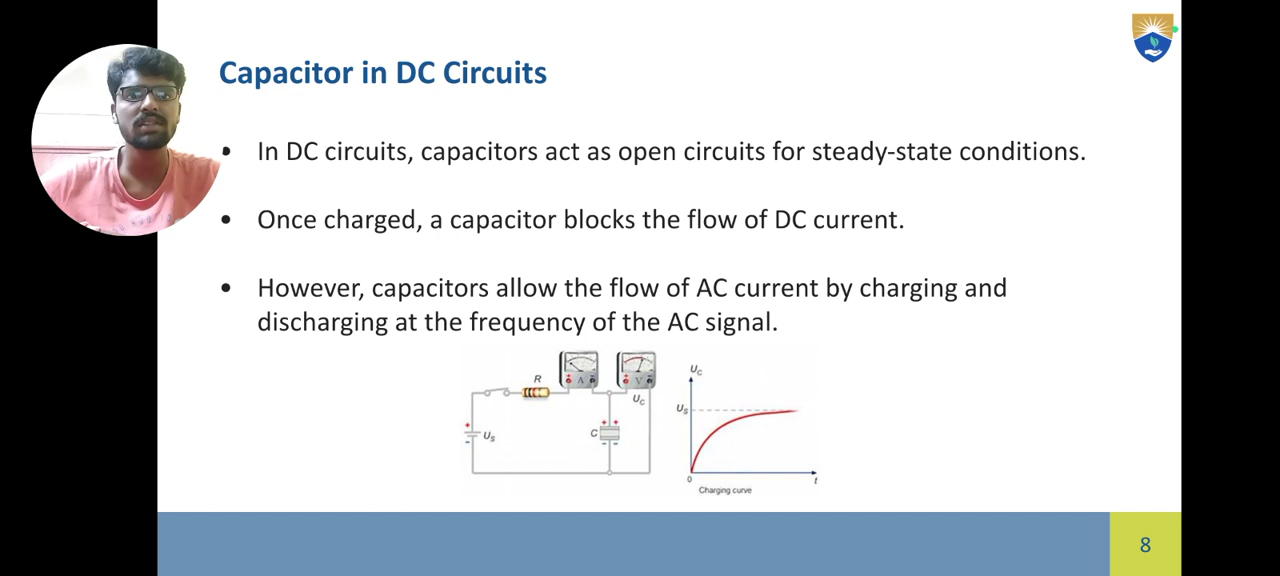 Capacitor in DC Circuits
• In DC circuits, capacitors act as open circuits for steady-state conditions.
• Once charged, a capacitor blocks the flow of DC current.
• However, capacitors allow the flow of AC current by charging and
discharging at the frequency of the AC signal.
R
A
V
+
-
Us
C
+ +
- -
Uc
Uc
Us
0
t
Charging curve
8